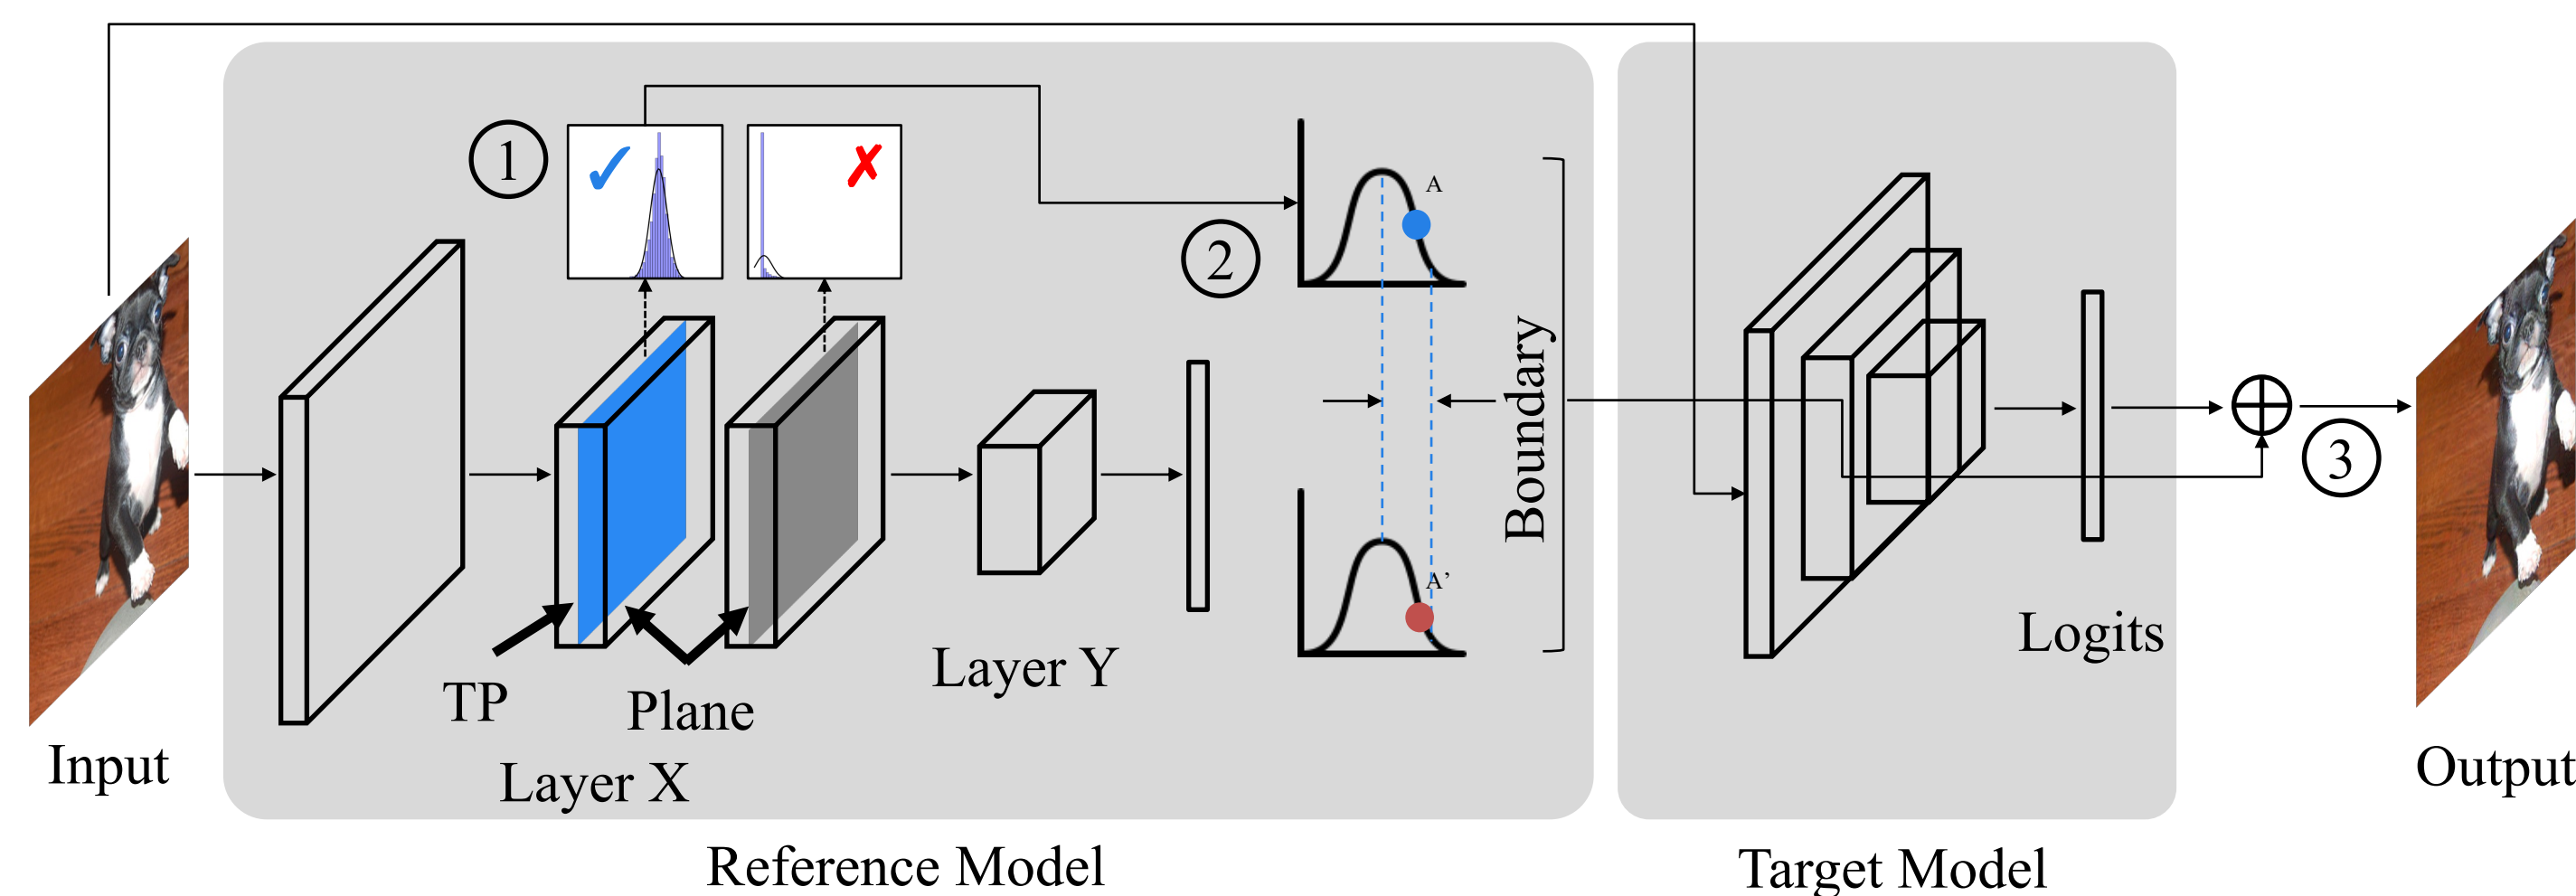 1
✓
✗
2
A
Boundary
A’
3
TP
Plane
Layer X
Layer Y
Logits
Input
Output
Reference Model
Target Model